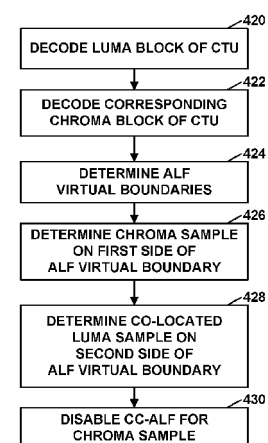 420
DECODE LUMA BLOCK OF CTU
422
DECODE CORRESPONDING
CHROMA BLOCK OF CTU
424
DETERMINE ALF
VIRTUAL BOUNDARIES
426
DETERMINE CHROMA SAMPLE
ON FIRST SIDE OF
ALF VIRTUAL BOUNDARY
428
DETERMINE CO-LOCATED
LUMA SAMPLE ON
SECOND SIDE OF
ALF VIRTUAL BOUNDARY
430
DISABLE CC-ALF FOR
CHROMA SAMPLE